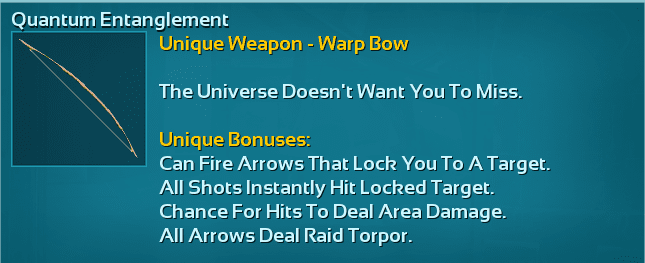 Quantum Entanglement
Unique Weapon - Warp Bow
The Universe Doesn't Want You To Miss.
Unique Bonuses:
Can Fire Arrows That Lock You To A Target.
All Shots Instantly Hit Locked Target.
Chance For Hits To Deal Area Damage.
All Arrows Deal Raid Torpor.